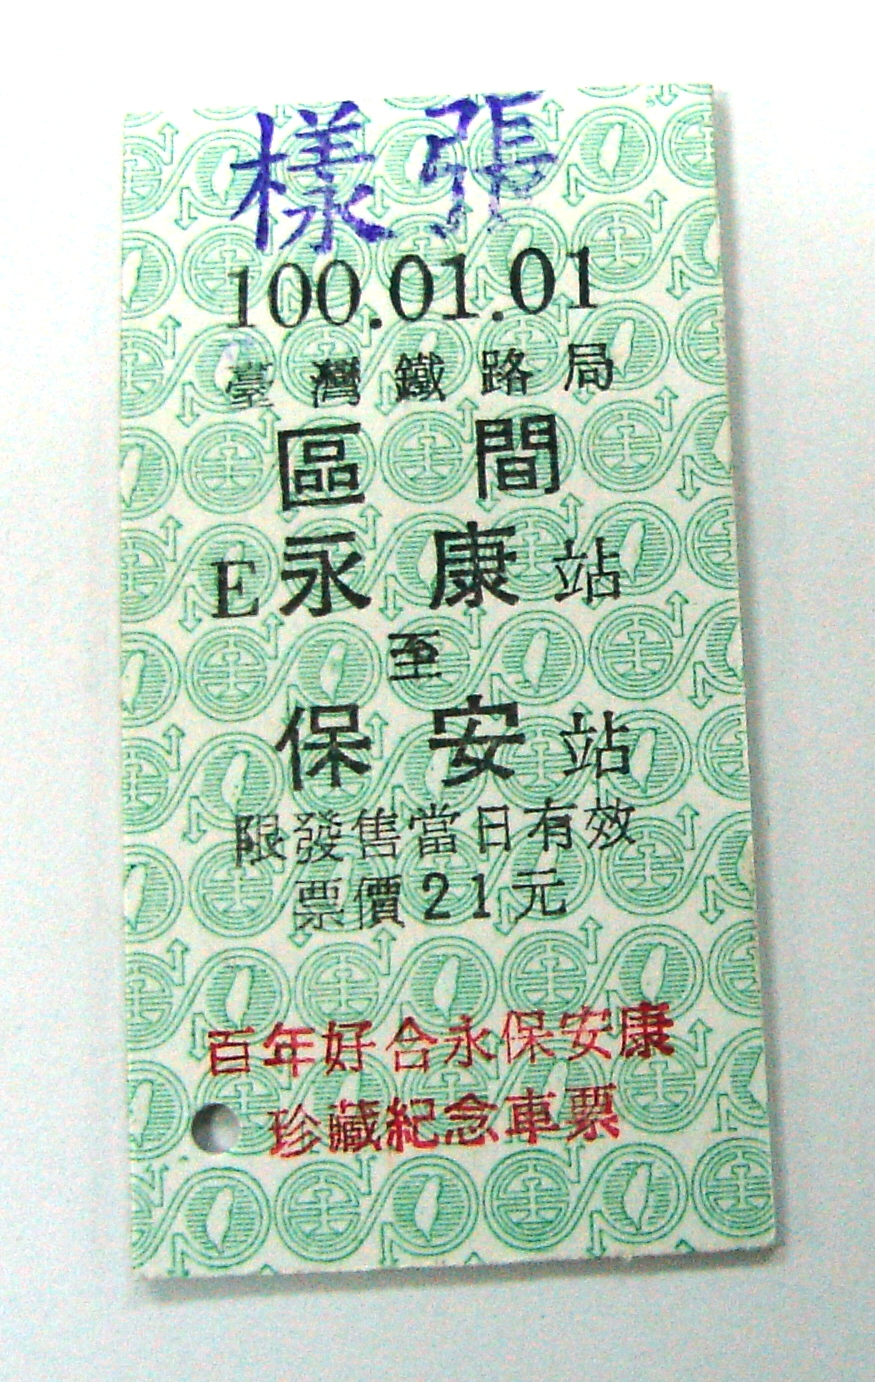 樣張
100.01.01
臺灣鐵路局
區間
E永康站
至
保安站
限發售當日有效
票價21元
百年好合永保安康
珍藏紀念車票